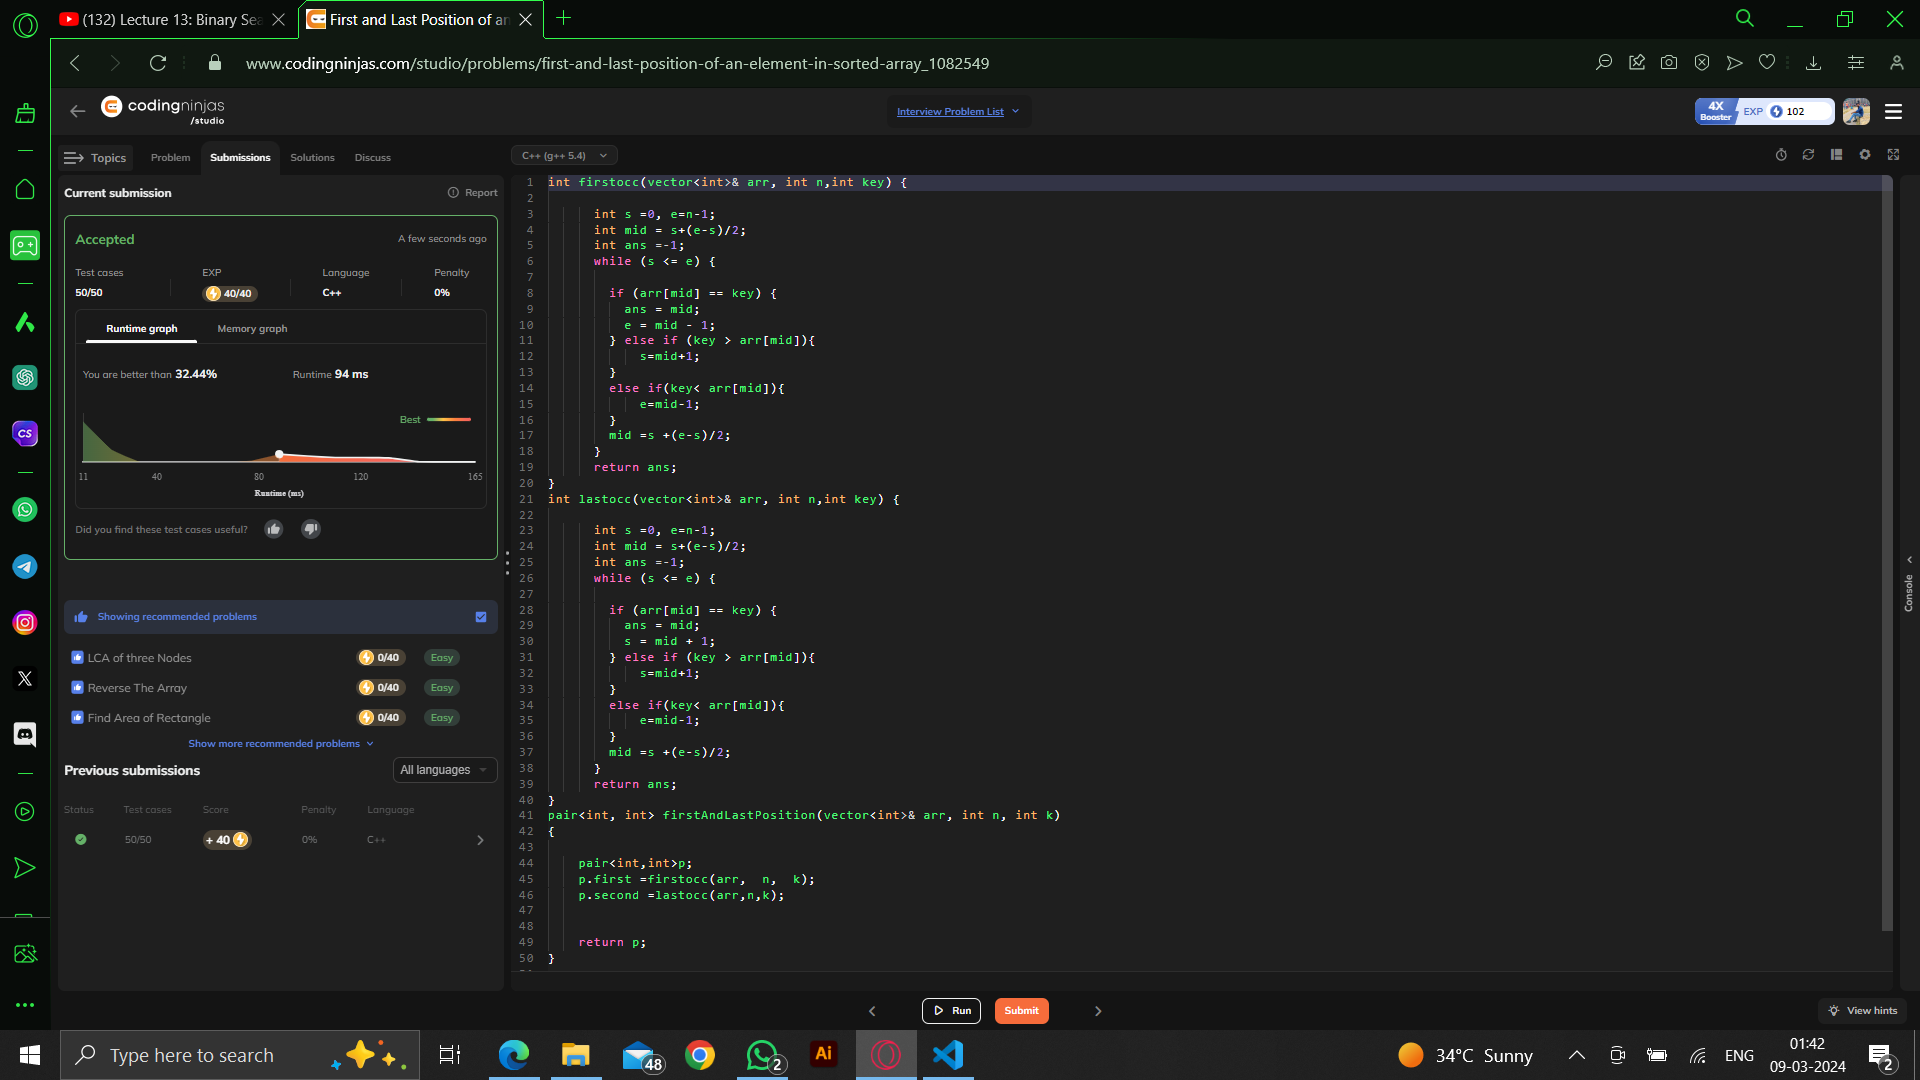 (132) Lecture 13: Binary Sea
First and Last Position of an
www.codingninjas.com/studio/problems/first-and-last-position-of-an-element-in-sorted-array_1082549
codingninjas
/studio
Interview Problem List
4X
Booster
EXP
102
Topics
Problem
Submissions
Solutions
Discuss
C++ (g++ 5.4)
Current submission
Report
Accepted
A few seconds ago
Test cases
EXP
Language
Penalty
50/50
40/40
C++
0%
Runtime graph
Memory graph
You are better than 32.44%
Runtime 94 ms
Best
11
40
80
120
165
Runtime (ms)
Did you find these test cases useful?
Showing recommended problems
LCA of three Nodes
0/40
Easy
Reverse The Array
0/40
Easy
Find Area of Rectangle
0/40
Easy
Show more recommended problems
Previous submissions
All languages
Status
Test cases
Score
Penalty
Language
50/50
+ 40
0%
C++
1 int firstocc(vector<int>& arr, int n,int key) {
2
3 int s =0, e=n-1;
4 int mid = s+(e-s)/2;
5 int ans =-1;
6 while (s <= e) {
7
8 if (arr[mid] == key) {
9 ans = mid;
10 e = mid - 1;
11 } else if (key > arr[mid]){
12 s=mid+1;
13 }
14 else if(key< arr[mid]){
15 e=mid-1;
16 }
17 mid =s +(e-s)/2;
18 }
19 return ans;
20 }
21 int lastocc(vector<int>& arr, int n,int key) {
22
23 int s =0, e=n-1;
24 int mid = s+(e-s)/2;
25 int ans =-1;
26 while (s <= e) {
27
28 if (arr[mid] == key) {
29 ans = mid;
30 s = mid + 1;
31 } else if (key > arr[mid]){
32 s=mid+1;
33 }
34 else if(key< arr[mid]){
35 e=mid-1;
36 }
37 mid =s +(e-s)/2;
38 }
39 return ans;
40 }
41 pair<int, int> firstAndLastPosition(vector<int>& arr, int n, int k)
42 {
43
44 pair<int,int>p;
45 p.first =firstocc(arr, n, k);
46 p.second =lastocc(arr,n,k);
47
48
49 return p;
50 }
Console
Run
Submit
View hints
CS
Type here to search
48
2
Ai
34°C Sunny
ENG
01:42
09-03-2024
2